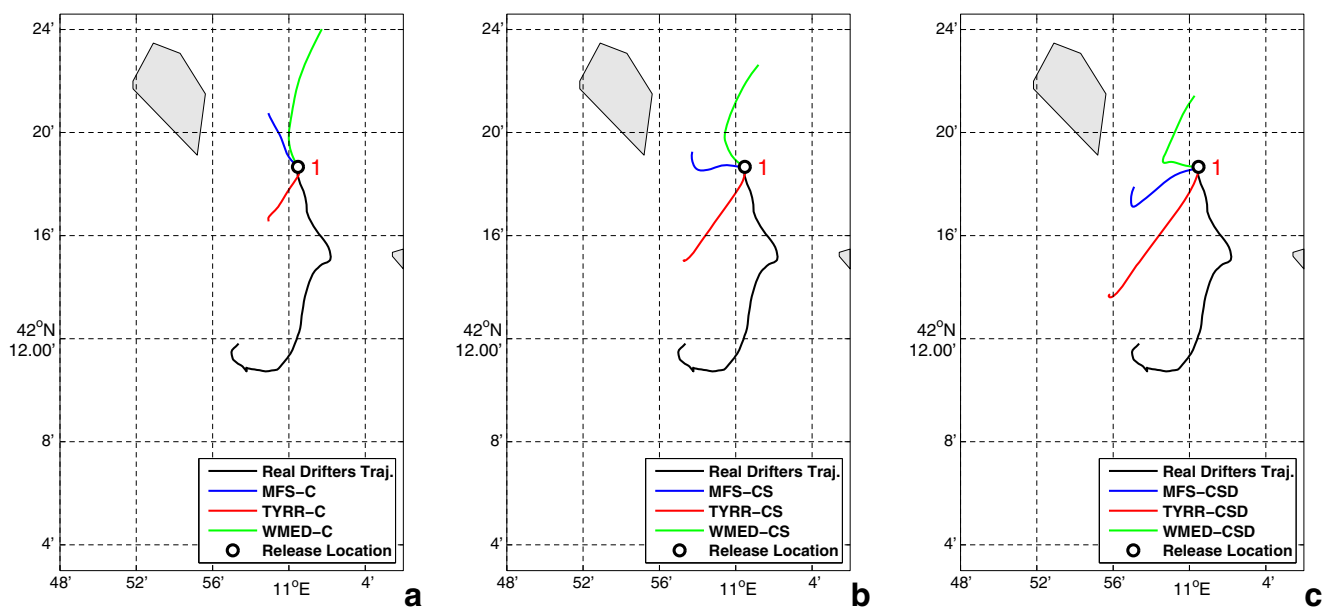 24'
20'
16'
42°N
12.00'
8'
4'
48'
52'
56'
11°E
4'
1
Real Drifters Traj.
MFS-C
TYRR-C
WMED-C
Release Location
a
24'
20'
16'
42°N
12.00'
8'
4'
48'
52'
56'
11°E
4'
1
Real Drifters Traj.
MFS-CS
TYRR-CS
WMED-CS
Release Location
b
24'
20'
16'
42°N
12.00'
8'
4'
48'
52'
56'
11°E
4'
1
Real Drifters Traj.
MFS-CSD
TYRR-CSD
WMED-CSD
Release Location
c